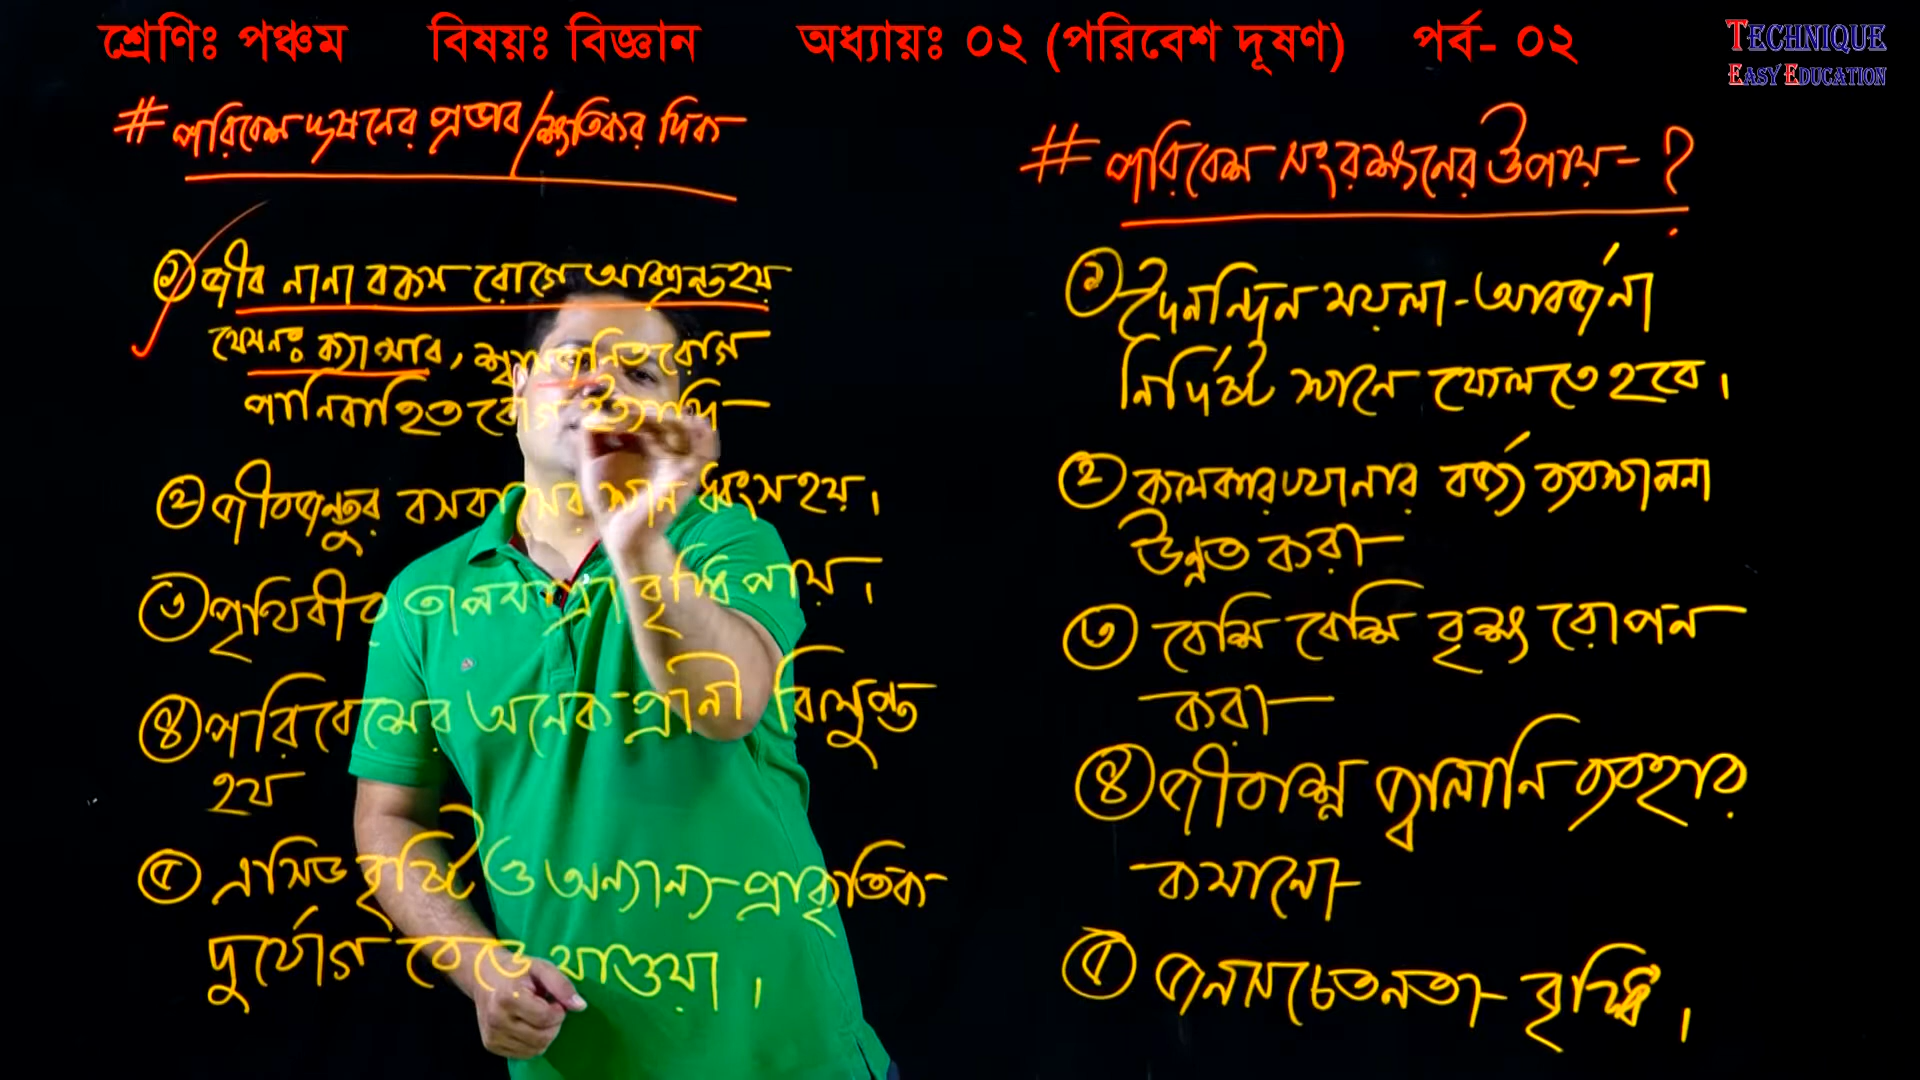 শ্রেণিঃ পঞ্চম বিষয়ঃ বিজ্ঞান অধ্যায়ঃ ০২ (পরিবেশ দূষণ) পর্ব- ০২
TECHNIQUE
EASY EDUCATION
# পরিবেশ দূষনের প্রভাব/ক্ষতিকর দিক
① জীব নানা রকম রোগে আক্রান্ত হয়
যেমনঃ ক্যান্সার, শ্বাসজনিত রোগ
পানিবাহিত রোগ ইত্যাদি
② জীবজন্তুর বসবাসের স্থান ধ্বংস হয়।
③ পৃথিবীর তাপমাত্রা বৃদ্ধি পায়।
④ পরিবেশের অনেক প্রানী বিলুপ্ত
হয়
⑤ এসিড বৃষ্টি ও অন্যান্য প্রাকৃতিক
দুর্যোগ বেড়ে যাওয়া।
# পরিবেশ সংরক্ষনের উপায়- ?
① দৈনন্দিন ময়লা-আবর্জনা
নির্দিষ্ট স্থানে ফেলতে হবে।
② কলকারখানার বর্জ্য ব্যবস্থাপনা
উন্নত করা
③ বেশি বেশি বৃক্ষ রোপন
করা
④ জীবাশ্ম জ্বালানি ব্যবহার
কমানো
⑤ জনসচেতনতা বৃদ্ধি।